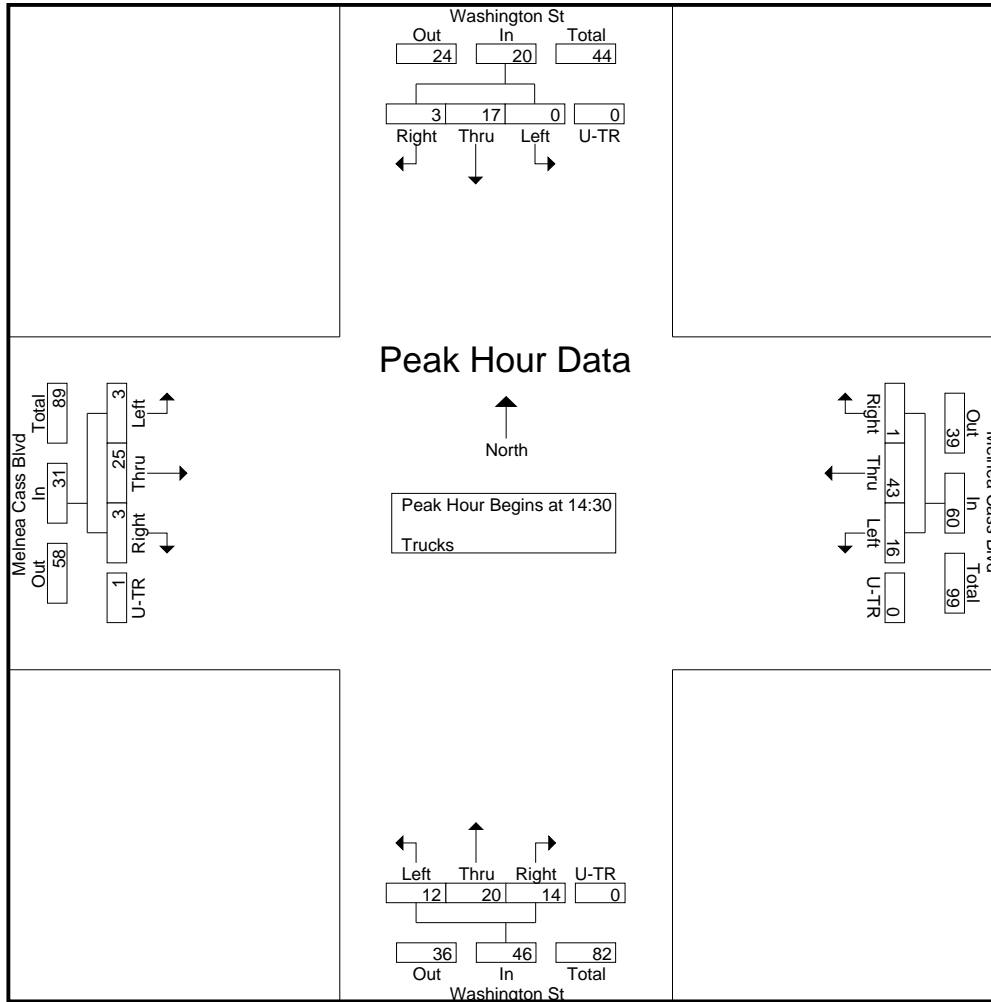 Washington St
Out In Total
24 20 44
3 17 0 0
Right Thru Left U-TR
Peak Hour Data
North
Peak Hour Begins at 14:30
Trucks
Melnea Cass Blvd
Total In Out
89 31 58
3 25 3 1
Left Thru Right U-TR
Right Thru Left U-TR
1 43 16 0
39 60 99
Out In Total
Melnea Cass Blvd
Left Thru Right U-TR
12 20 14 0
36 46 82
Out In Total
Washington St